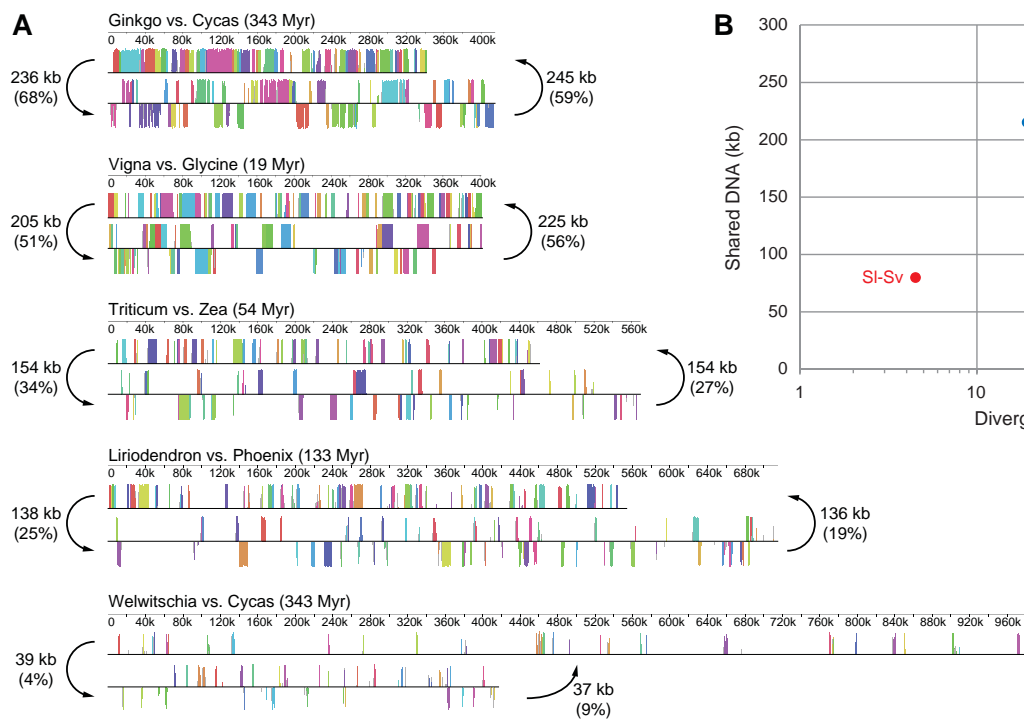 A
Ginkgo vs. Cycas (343 Myr)
0 40k 80k 120k 160k 200k 240k 280k 320k 360k 400k
236 kb
(68%)
245 kb
(59%)
Vigna vs. Glycine (19 Myr)
0 40k 80k 120k 160k 200k 240k 280k 320k 360k 400k
205 kb
(51%)
225 kb
(56%)
Triticum vs. Zea (54 Myr)
0 40k 80k 120k 160k 200k 240k 280k 320k 360k 400k 440k 480k 520k 560k
154 kb
(34%)
154 kb
(27%)
Liriodendron vs. Phoenix (133 Myr)
0 40k 80k 120k 160k 200k 240k 280k 320k 360k 400k 440k 480k 520k 560k 600k 640k 680k
138 kb
(25%)
136 kb
(19%)
Welwitschia vs. Cycas (343 Myr)
0 40k 80k 120k 160k 200k 240k 280k 320k 360k 400k 440k 480k 520k 560k 600k 640k 680k 720k 760k 800k 840k 880k 920k 960k
39 kb
(4%)
37 kb
(9%)
B
Shared DNA (kb)
300
250
200
150
100
50
0
Sl-Sv
1 10
Diverg